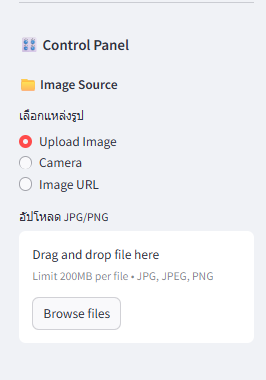 Control Panel
Image Source
เลือกแหล่งรูป
Upload Image
Camera
Image URL
อัปโหลด JPG/PNG
Drag and drop file here
Limit 200MB per file • JPG, JPEG, PNG
Browse files